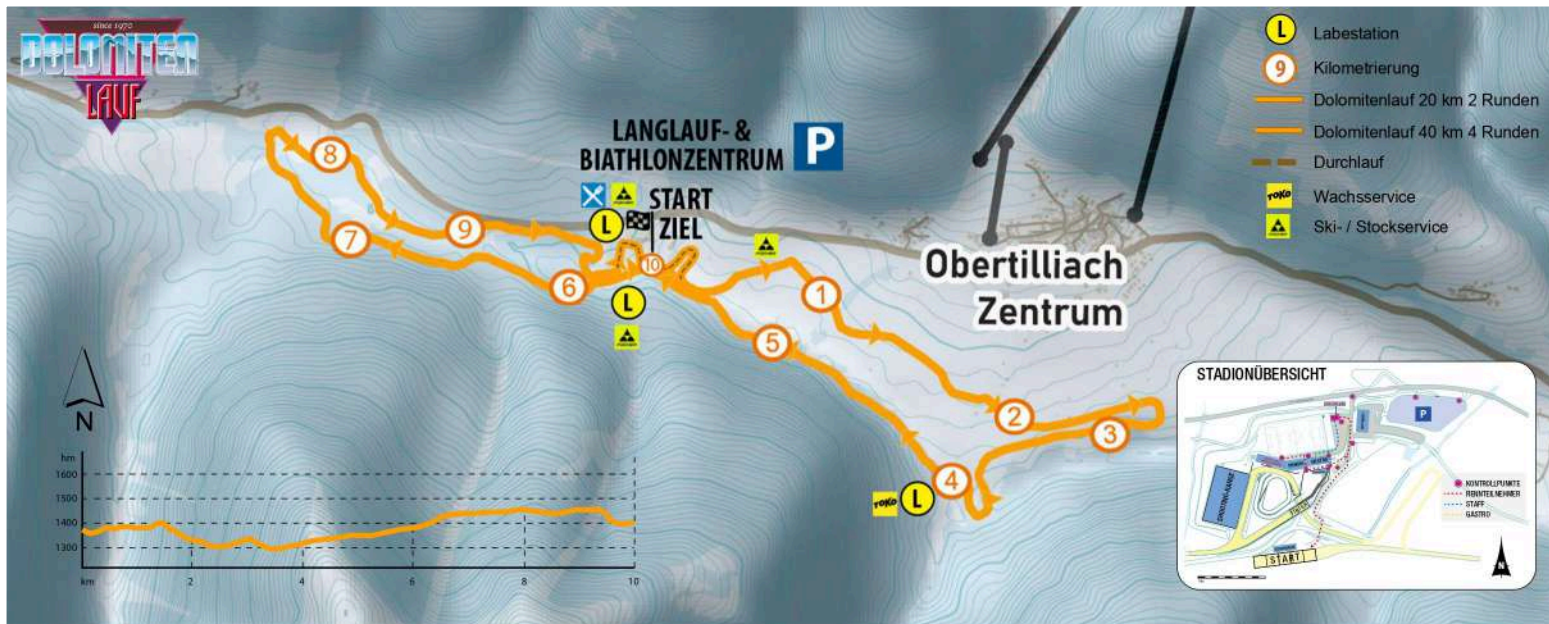 since 1970
DOLOMITEN
LAUF
L Labestation
9 Kilometrierung
Dolomitenlauf 20 km 2 Runden
Dolomitenlauf 40 km 4 Runden
Durchlauf
TOKO Wachsservice
Ski- / Stockservice
LANGLAUF- &
BIATHLONZENTRUM
P
START
ZIEL
L
L
8
7
9
6
10
1
5
2
3
4
TOKO
L
Obertilliach
Zentrum
N
hm
1600
1500
1400
1300
km
2
4
6
8
10
STADIONÜBERSICHT
P
START
KONTROLLPUNKTE
RENNTEILNEHMER
STAFF
GASTRO
N